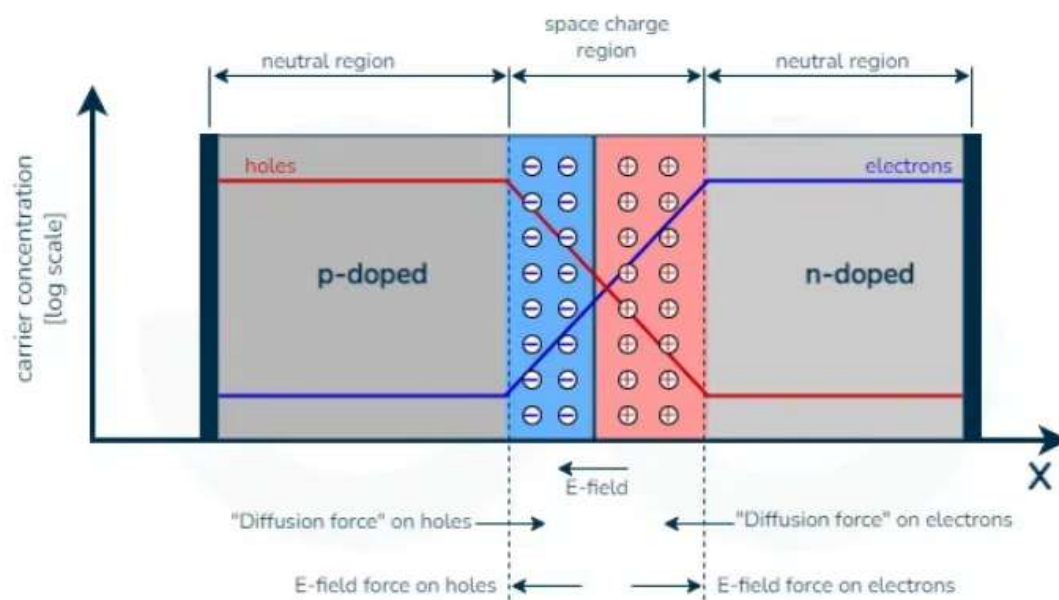 space charge
region
neutral region
neutral region
carrier concentration
[log scale]
holes
electrons
p-doped
n-doped
E-field
X
"Diffusion force" on holes
"Diffusion force" on electrons
E-field force on holes
E-field force on electrons